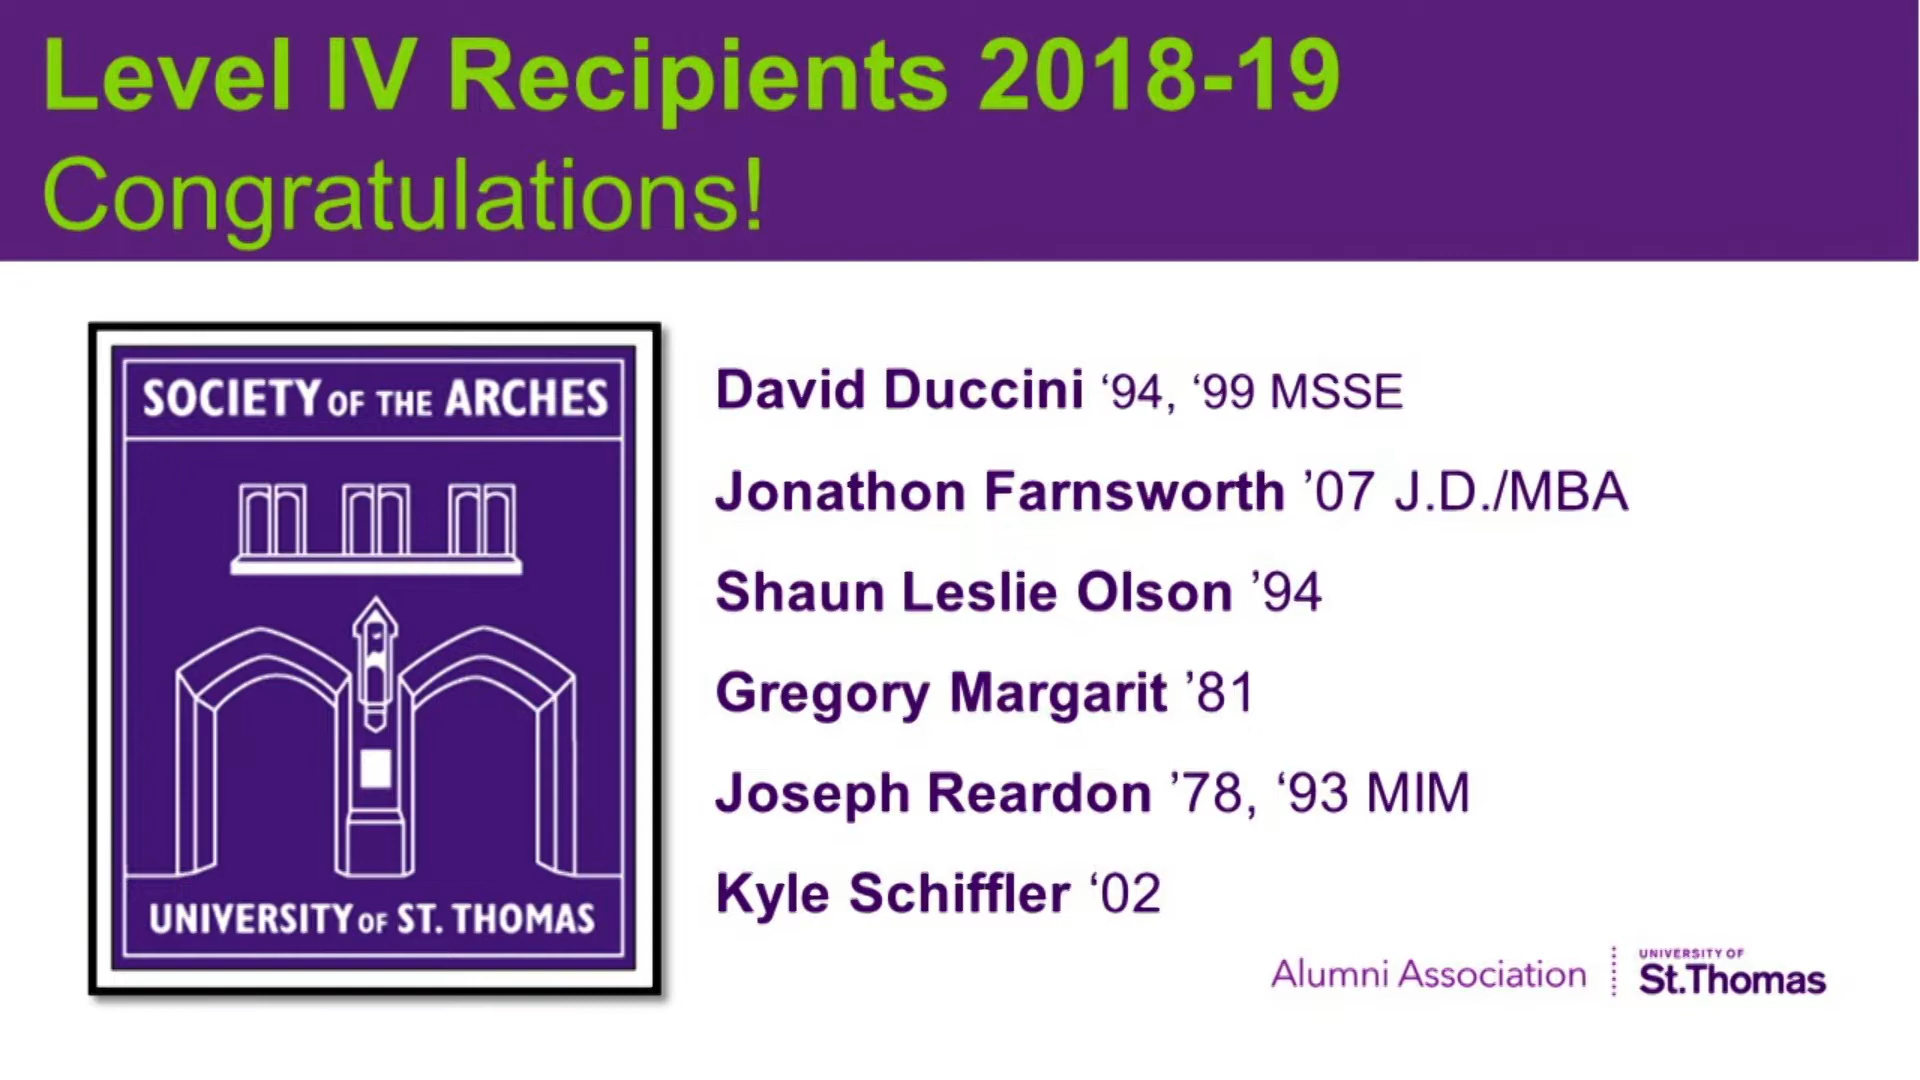 Level IV Recipients 2018-19
Congratulations!
SOCIETY OF THE ARCHES
UNIVERSITY OF ST. THOMAS
David Duccini ‘94, ‘99 MSSE
Jonathon Farnsworth ’07 J.D./MBA
Shaun Leslie Olson ’94
Gregory Margarit ’81
Joseph Reardon ’78, ‘93 MIM
Kyle Schiffler ‘02
Alumni Association
UNIVERSITY OF
St.Thomas